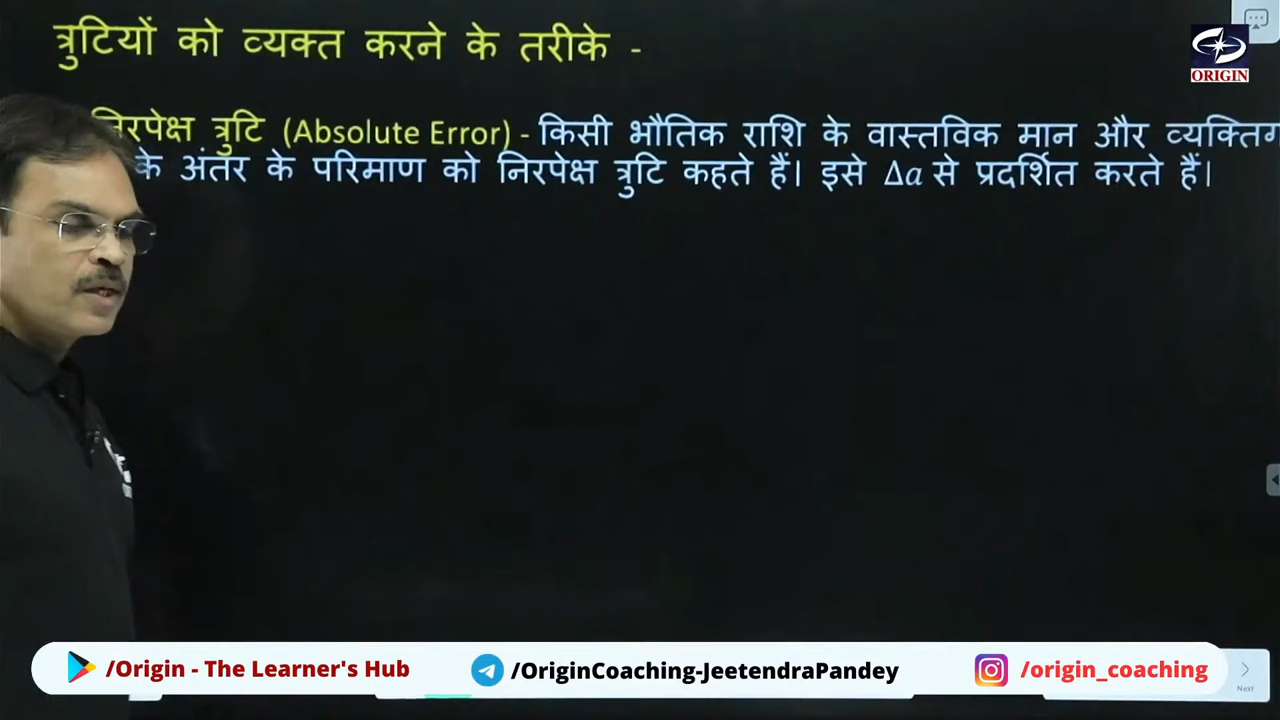 त्रुटियों को व्यक्त करने के तरीके -
ORIGIN
निरपेक्ष त्रुटि (Absolute Error) - किसी भौतिक राशि के वास्तविक मान और
के अंतर के परिमाण को निरपेक्ष त्रुटि कहते हैं। इसे Δa से प्रदर्शित करते हैं।
/Origin - The Learner's Hub
/OriginCoaching-JeetendraPandey
/origin_coaching
Next